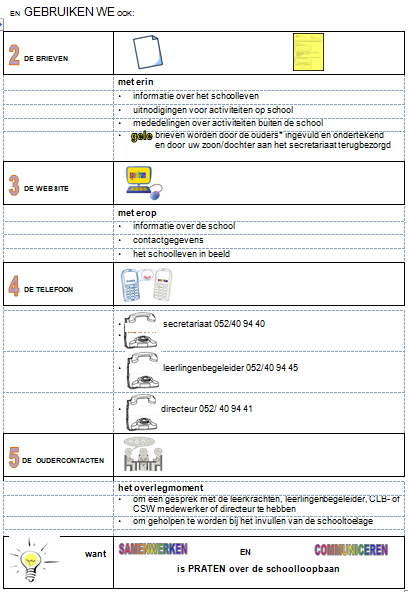 EN GEBRUIKEN WE OOK:
2 DE BRIEVEN
met erin
• informatie over het schoolleven
• uitnodigingen voor activiteiten op school
• mededelingen over activiteiten buiten de school
• gele brieven worden door de ouders* ingevuld en ondertekend
en door uw zoon/dochter aan het secretariaat terugbezorgd
3 DE WEBSITE
met erop
• informatie over de school
• contactgegevens
• het schoolleven in beeld
4 DE TELEFOON
• secretariaat 052/40 94 40
• leerlingenbegeleider 052/40 94 45
• directeur 052/ 40 94 41
5 DE OUDERCONTACTEN
het overlegmoment
• om een gesprek met de leerkrachten, leerlingenbegeleider, CLB- of
CSW medewerker of directeur te hebben
• om geholpen te worden bij het invullen van de schooltoelage
want SAMENWERKEN EN COMMUNICEREN
is PRATEN over de schoolloopbaan